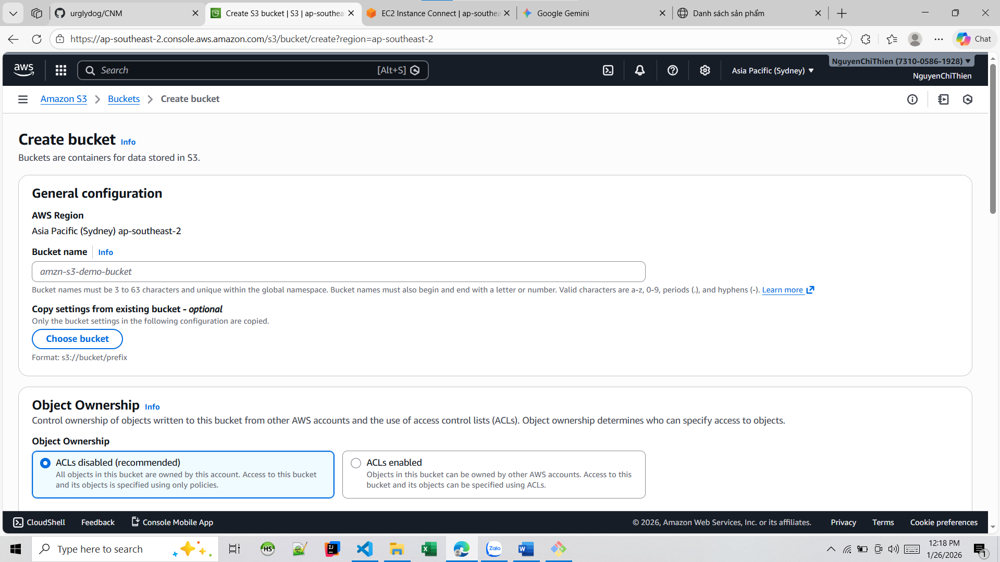 urglydog/CNM
Create S3 bucket | S3 | ap-southea
EC2 Instance Connect | ap-southea
Google Gemini
Danh sách sản phẩm
https://ap-southeast-2.console.aws.amazon.com/s3/bucket/create?region=ap-southeast-2
Chat
aws
Search
[Alt+S]
Asia Pacific (Sydney)
NguyenChiThien (7310-0586-1928)
NguyenChiThien
Amazon S3
Buckets
Create bucket
Create bucket Info
Buckets are containers for data stored in S3.
General configuration
AWS Region
Asia Pacific (Sydney) ap-southeast-2
Bucket name Info
amzn-s3-demo-bucket
Bucket names must be 3 to 63 characters and unique within the global namespace. Bucket names must also begin and end with a letter or number. Valid characters are a-z, 0-9, periods (.), and hyphens (-). Learn more
Copy settings from existing bucket - optional
Only the bucket settings in the following configuration are copied.
Choose bucket
Format: s3://bucket/prefix
Object Ownership Info
Control ownership of objects written to this bucket from other AWS accounts and the use of access control lists (ACLs). Object ownership determines who can specify access to objects.
Object Ownership
ACLs disabled (recommended)
All objects in this bucket are owned by this account. Access to this bucket
and its objects is specified using only policies.
ACLs enabled
Objects in this bucket can be owned by other AWS accounts. Access to this
bucket and its objects can be specified using ACLs.
CloudShell
Feedback
Console Mobile App
© 2026, Amazon Web Services, Inc. or its affiliates.
Privacy
Terms
Cookie preferences
Type here to search
HS
IJ
Zalo
W
12:18 PM
1/26/2026
1